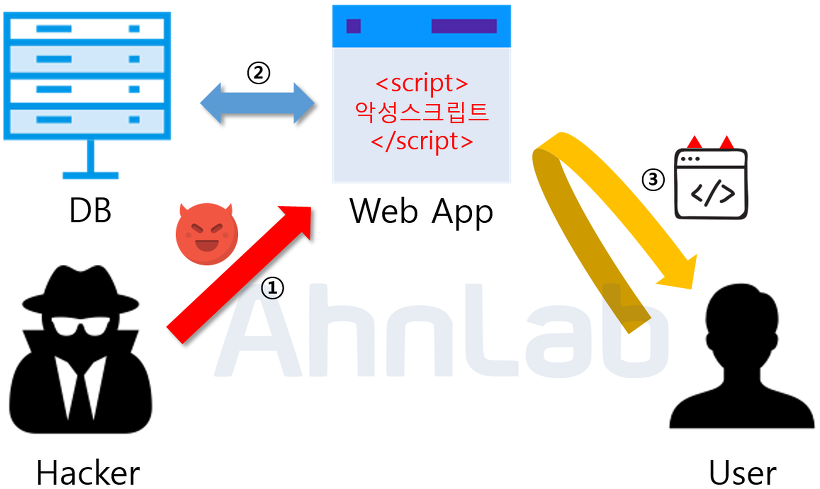 ②
<script>
악성스크립트
</script>
③
</>
DB
Web App
①
AhnLab
Hacker
User